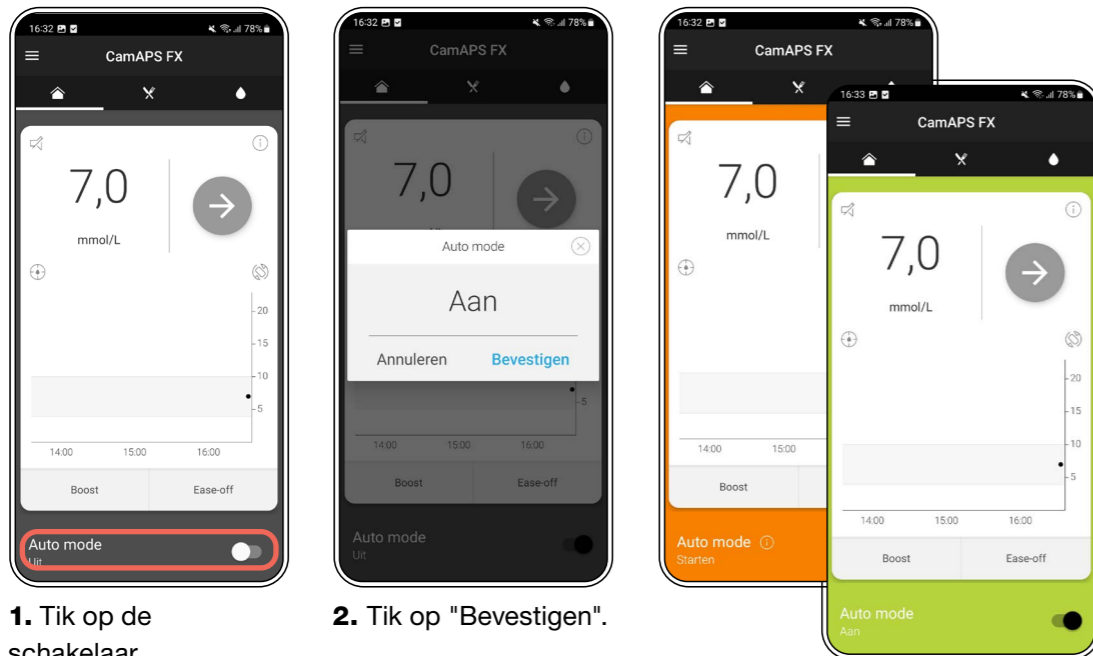 16:32 78%
CamAPS FX
7,0
mmol/L
20
15
10
5
14:00 15:00 16:00
Boost Ease-off
Auto mode
Uit
1. Tik op de
schakelaar
16:32 78%
CamAPS FX
7,0
Auto mode
Aan
Annuleren Bevestigen
5
14:00 15:00 16:00
Boost Ease-off
Auto mode
Uit
2. Tik op "Bevestigen".
16:32 78%
CamAPS FX
7,0
mmol/L
14:00 15:00
Boost
Auto mode
Starten
16:33 78%
CamAPS FX
7,0
mmol/L
20
15
10
5
14:00 15:00 16:00
Boost Ease-off
Auto mode
Aan